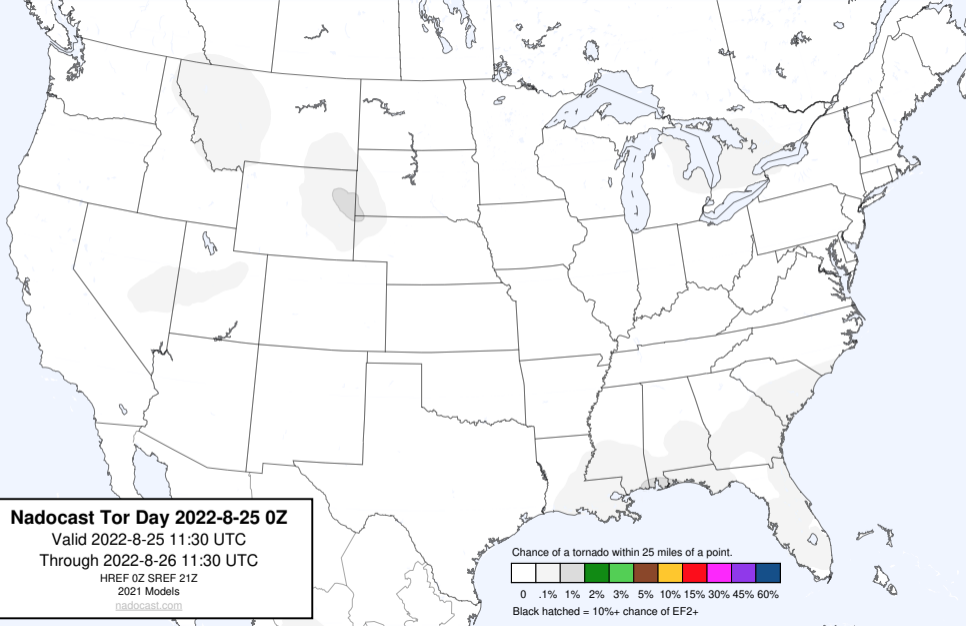 Nadocast Tor Day 2022-8-25 0Z
Valid 2022-8-25 11:30 UTC
Through 2022-8-26 11:30 UTC
HREF 0Z SREF 21Z
2021 Models
nadocast.com
Chance of a tornado within 25 miles of a point.
0 .1% 1% 2% 3% 5% 10% 15% 30% 45% 60%
Black hatched = 10%+ chance of EF2+